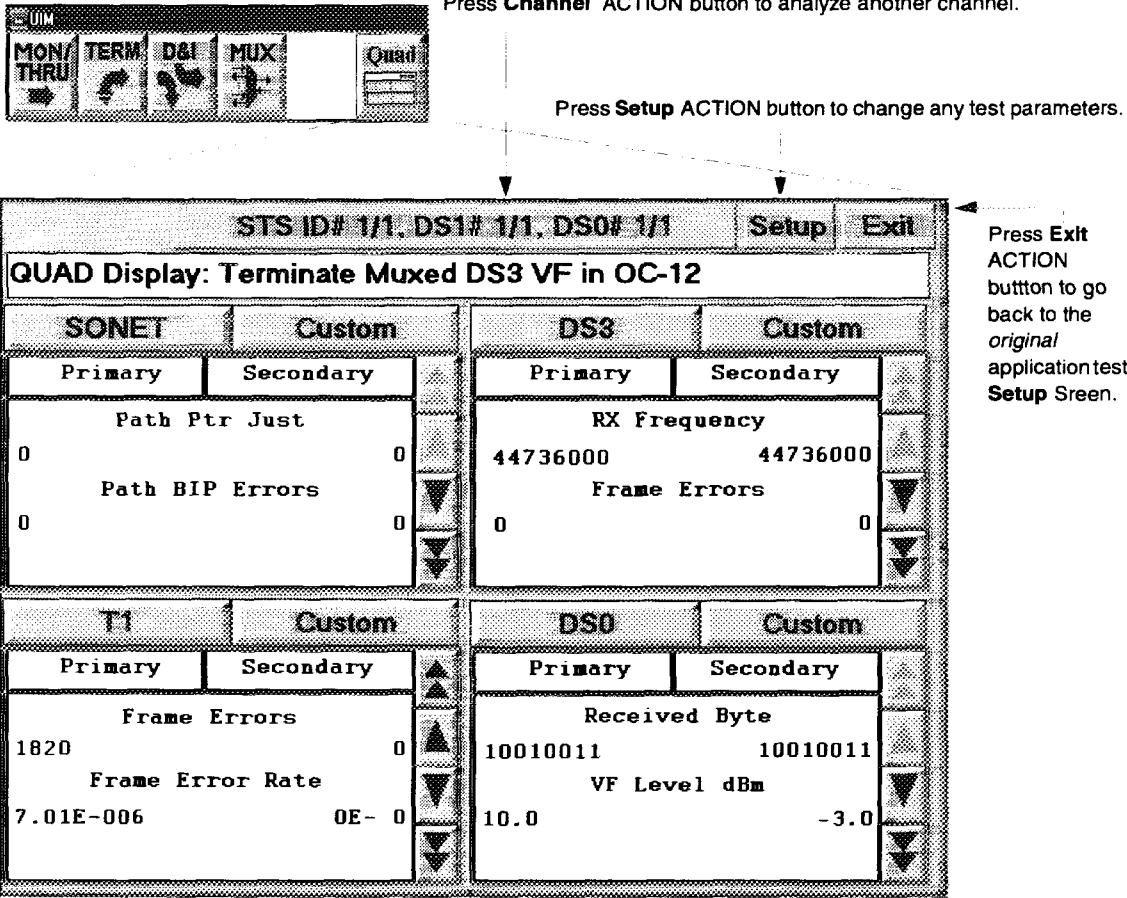 Press Channel ACTION button to analyze another channel.
UIM
MON/ THRU TERM D&I MUX Quad
Press Setup ACTION button to change any test parameters.
STS ID# 1/1, DS1# 1/1, DS0# 1/1 Setup Exit
QUAD Display: Terminate Muxed DS3 VF in OC-12
SONET Custom DS3 Custom
Primary Secondary Primary Secondary
Path Ptr Just RX Frequency
0 0 44736000 44736000
Path BIP Errors Frame Errors
0 0 0 0
T1 Custom DS0 Custom
Primary Secondary Primary Secondary
Frame Errors Received Byte
1820 0 10010011 10010011
Frame Error Rate VF Level dBm
7.01E-006 0E- 0 10.0 -3.0
Press Exit
ACTION
buttton to go
back to the
original
application test
Setup Sreen.